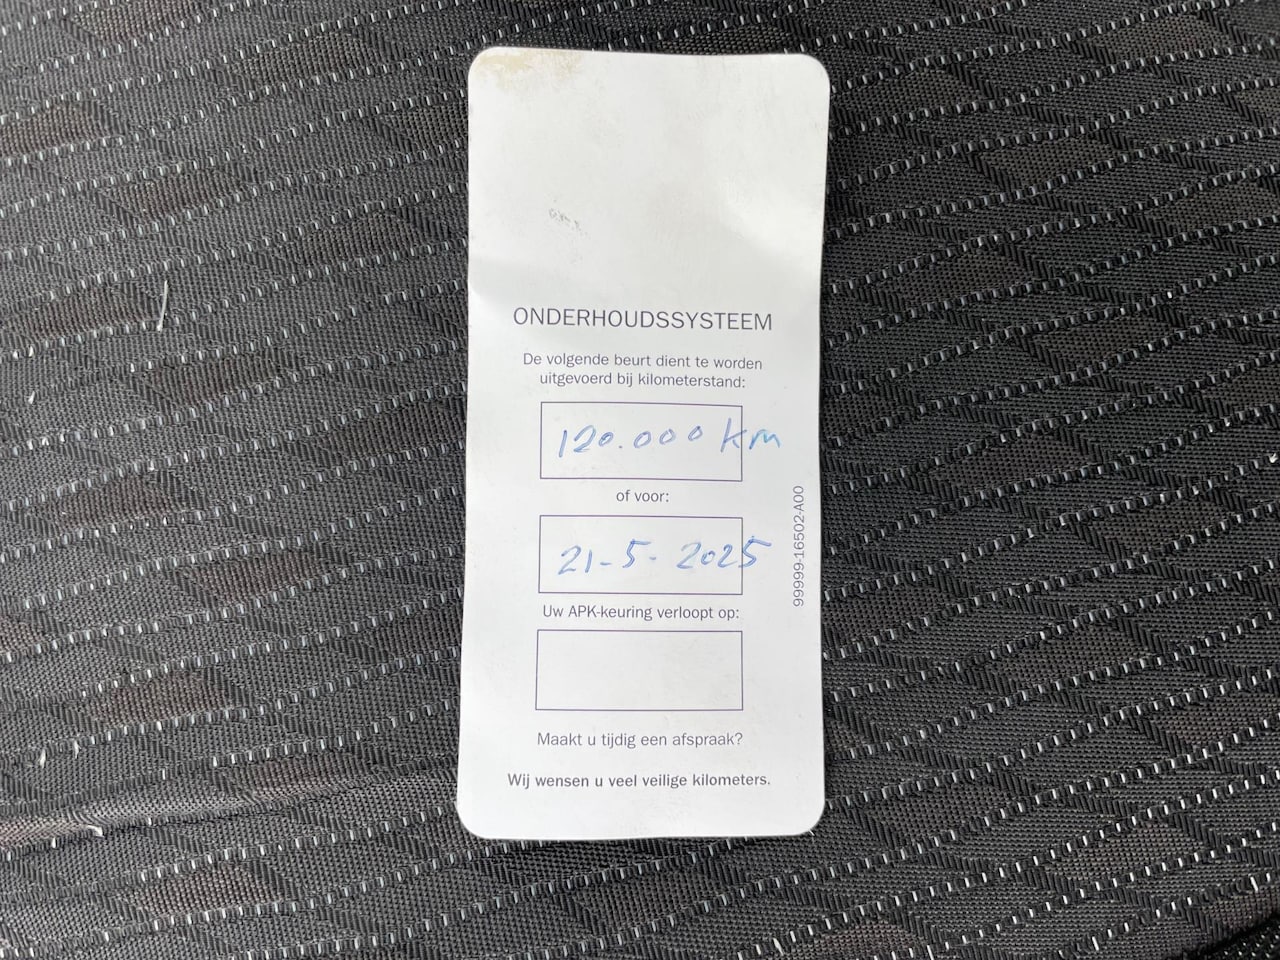 ONDERHOUDSSYSTEEM
De volgende beurt dient te worden
uitgevoerd bij kilometerstand:
120.000 km
of voor:
21-5-2025
Uw APK-keuring verloopt op:
Maakt u tijdig een afspraak?
Wij wensen u veel veilige kilometers.
99999-16502-A00